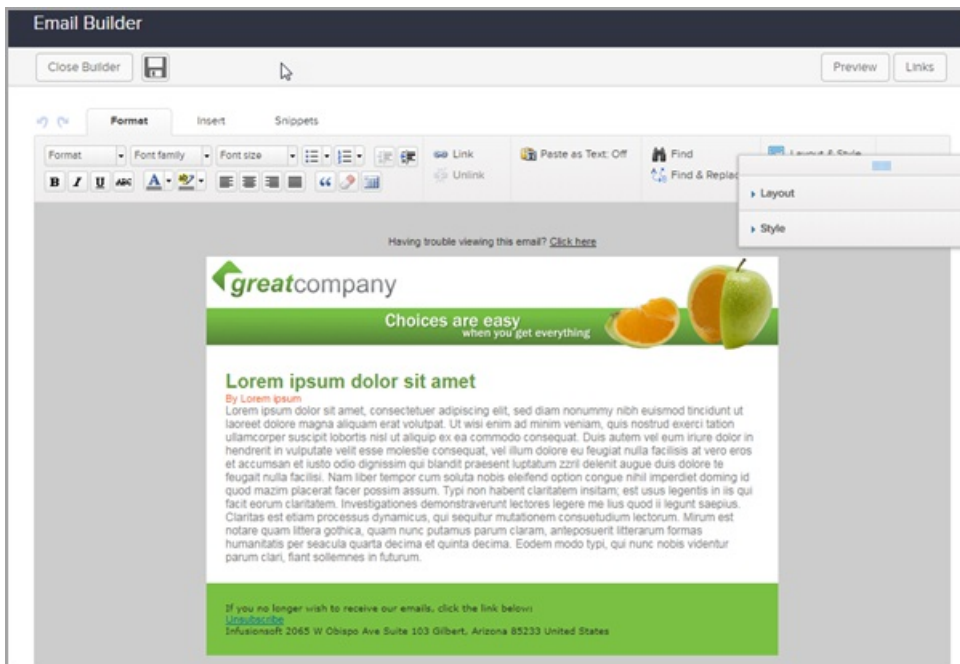 Email Builder
Close Builder
Preview
Links
Format
Insert
Snippets
Format
Font family
Font size
Link
Paste as Text: Off
Find
Layout & Style
B I U ABC A
Unlink
Find & Replac
Layout
Style
Having trouble viewing this email? Click here
greatcompany
Choices are easy
when you get everything
Lorem ipsum dolor sit amet
By Lorem ipsum
Lorem ipsum dolor sit amet, consectetuer adipiscing elit, sed diam nonummy nibh euismod tincidunt ut
laoreet dolore magna aliquam erat volutpat. Ut wisi enim ad minim veniam, quis nostrud exerci tation
ullamcorper suscipit lobortis nisl ut aliquip ex ea commodo consequat. Duis autem vel eum iriure dolor in
hendrerit in vulputate velit esse molestie consequat, vel illum dolore eu feugiat nulla facilisis at vero eros
et accumsan et iusto odio dignissim qui blandit praesent luptatum zzril delenit augue duis dolore te
feugait nulla facilisi. Nam liber tempor cum soluta nobis eleifend option congue nihil imperdiet doming id
quod mazim placerat facer possim assum. Typi non habent claritatem insitam; est usus legentis in iis qui
facit eorum claritatem. Investigationes demonstraverunt lectores legere me lius quod ii legunt saepius.
Claritas est etiam processus dynamicus, qui sequitur mutationem consuetudium lectorum. Mirum est
notare quam littera gothica, quam nunc putamus parum claram, anteposuerit litterarum formas
humanitatis per seacula quarta decima et quinta decima. Eodem modo typi, qui nunc nobis videntur
parum clari, fiant sollemnes in futurum.
If you no longer wish to receive our emails, click the link below:
Unsubscribe
Infusionsoft 2065 W Obispo Ave Suite 103 Gilbert, Arizona 85233 United States